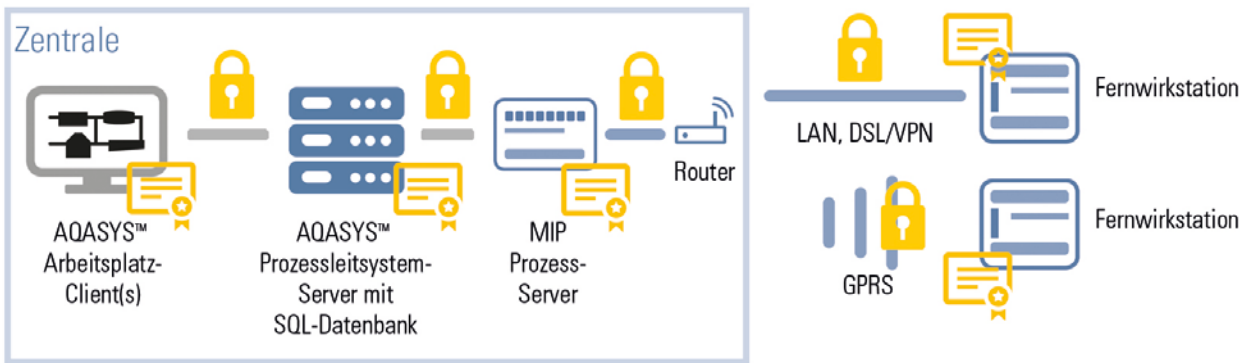 Zentrale
AQASYS™
Arbeitsplatz-
Client(s)
AQASYS™
Prozessleitsystem-
Server mit
SQL-Datenbank
MIP
Prozess-
Server
Router
LAN, DSL/VPN
Fernwirkstation
GPRS
Fernwirkstation